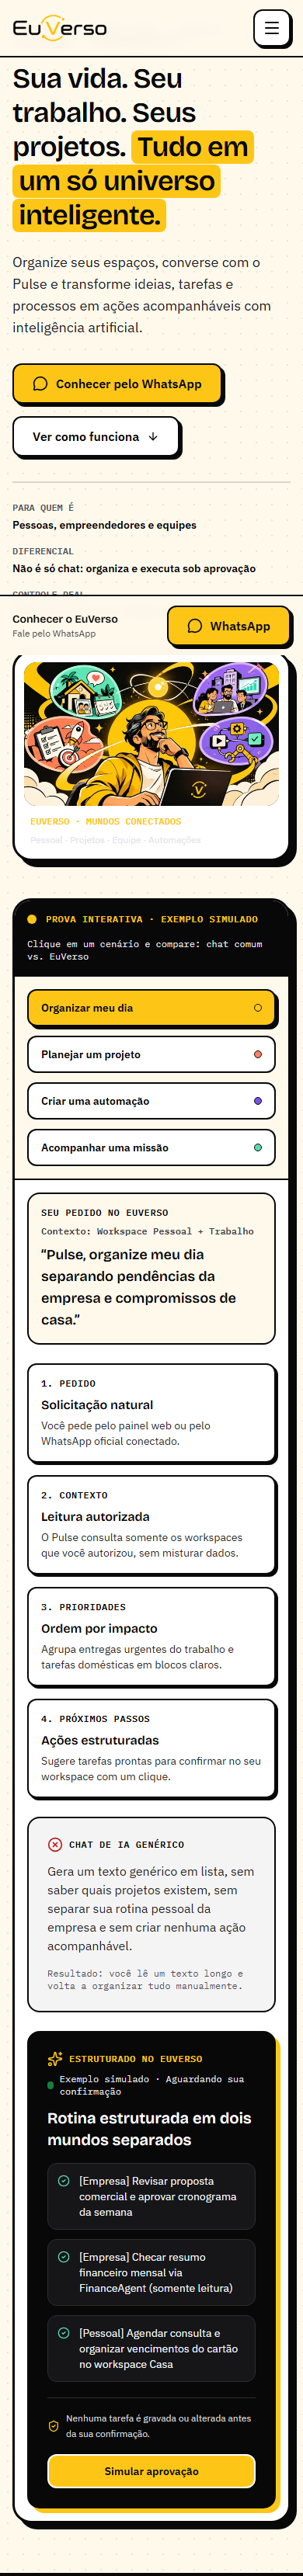 EuVerso
Sua vida. Seu
trabalho. Seus
projetos. Tudo em
um só universo
inteligente.
Organize seus espaços, converse com o
Pulse e transforme ideias, tarefas e
processos em ações acompanháveis com
inteligência artificial.
Conhecer pelo WhatsApp
Ver como funciona ↓
PARA QUEM É
Pessoas, empreendedores e equipes
DIFERENCIAL
Não é só chat: organiza e executa sob aprovação
CONTROLE REAL
Conhecer o EuVerso
Fale pelo WhatsApp
WhatsApp
EUVERSO · MUNDOS CONECTADOS
Pessoal · Projetos · Equipe · Automações
PROVA INTERATIVA · EXEMPLO SIMULADO
Clique em um cenário e compare: chat comum
vs. EuVerso
Organizar meu dia
Planejar um projeto
Criar uma automação
Acompanhar uma missão
SEU PEDIDO NO EUVERSO
Contexto: Workspace Pessoal + Trabalho
“Pulse, organize meu dia
separando pendências da
empresa e compromissos de
casa.”
1. PEDIDO
Solicitação natural
Você pede pelo painel web ou pelo
WhatsApp oficial conectado.
2. CONTEXTO
Leitura autorizada
O Pulse consulta somente os workspaces
que você autorizou, sem misturar dados.
3. PRIORIDADES
Ordem por impacto
Agrupa entregas urgentes do trabalho e
tarefas domésticas em blocos claros.
4. PRÓXIMOS PASSOS
Ações estruturadas
Sugere tarefas prontas para confirmar no seu
workspace com um clique.
CHAT DE IA GENÉRICO
Gera um texto genérico em lista, sem
saber quais projetos existem, sem
separar sua rotina pessoal da
empresa e sem criar nenhuma ação
acompanhável.
Resultado: você lê um texto longo e
volta a organizar tudo manualmente.
ESTRUTURADO NO EUVERSO
Exemplo simulado · Aguardando sua
confirmação
Rotina estruturada em dois
mundos separados
[Empresa] Revisar proposta
comercial e aprovar cronograma
da semana
[Empresa] Checar resumo
financeiro mensal via
FinanceAgent (somente leitura)
[Pessoal] Agendar consulta e
organizar vencimentos do cartão
no workspace Casa
Nenhuma tarefa é gravada ou alterada antes
da sua confirmação.
Simular aprovação